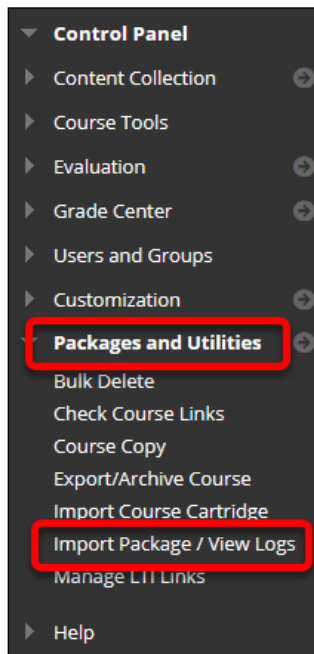 Control Panel
Content Collection
Course Tools
Evaluation
Grade Center
Users and Groups
Customization
Packages and Utilities
Bulk Delete
Check Course Links
Course Copy
Export/Archive Course
Import Course Cartridge
Import Package / View Logs
Manage LTI Links
Help